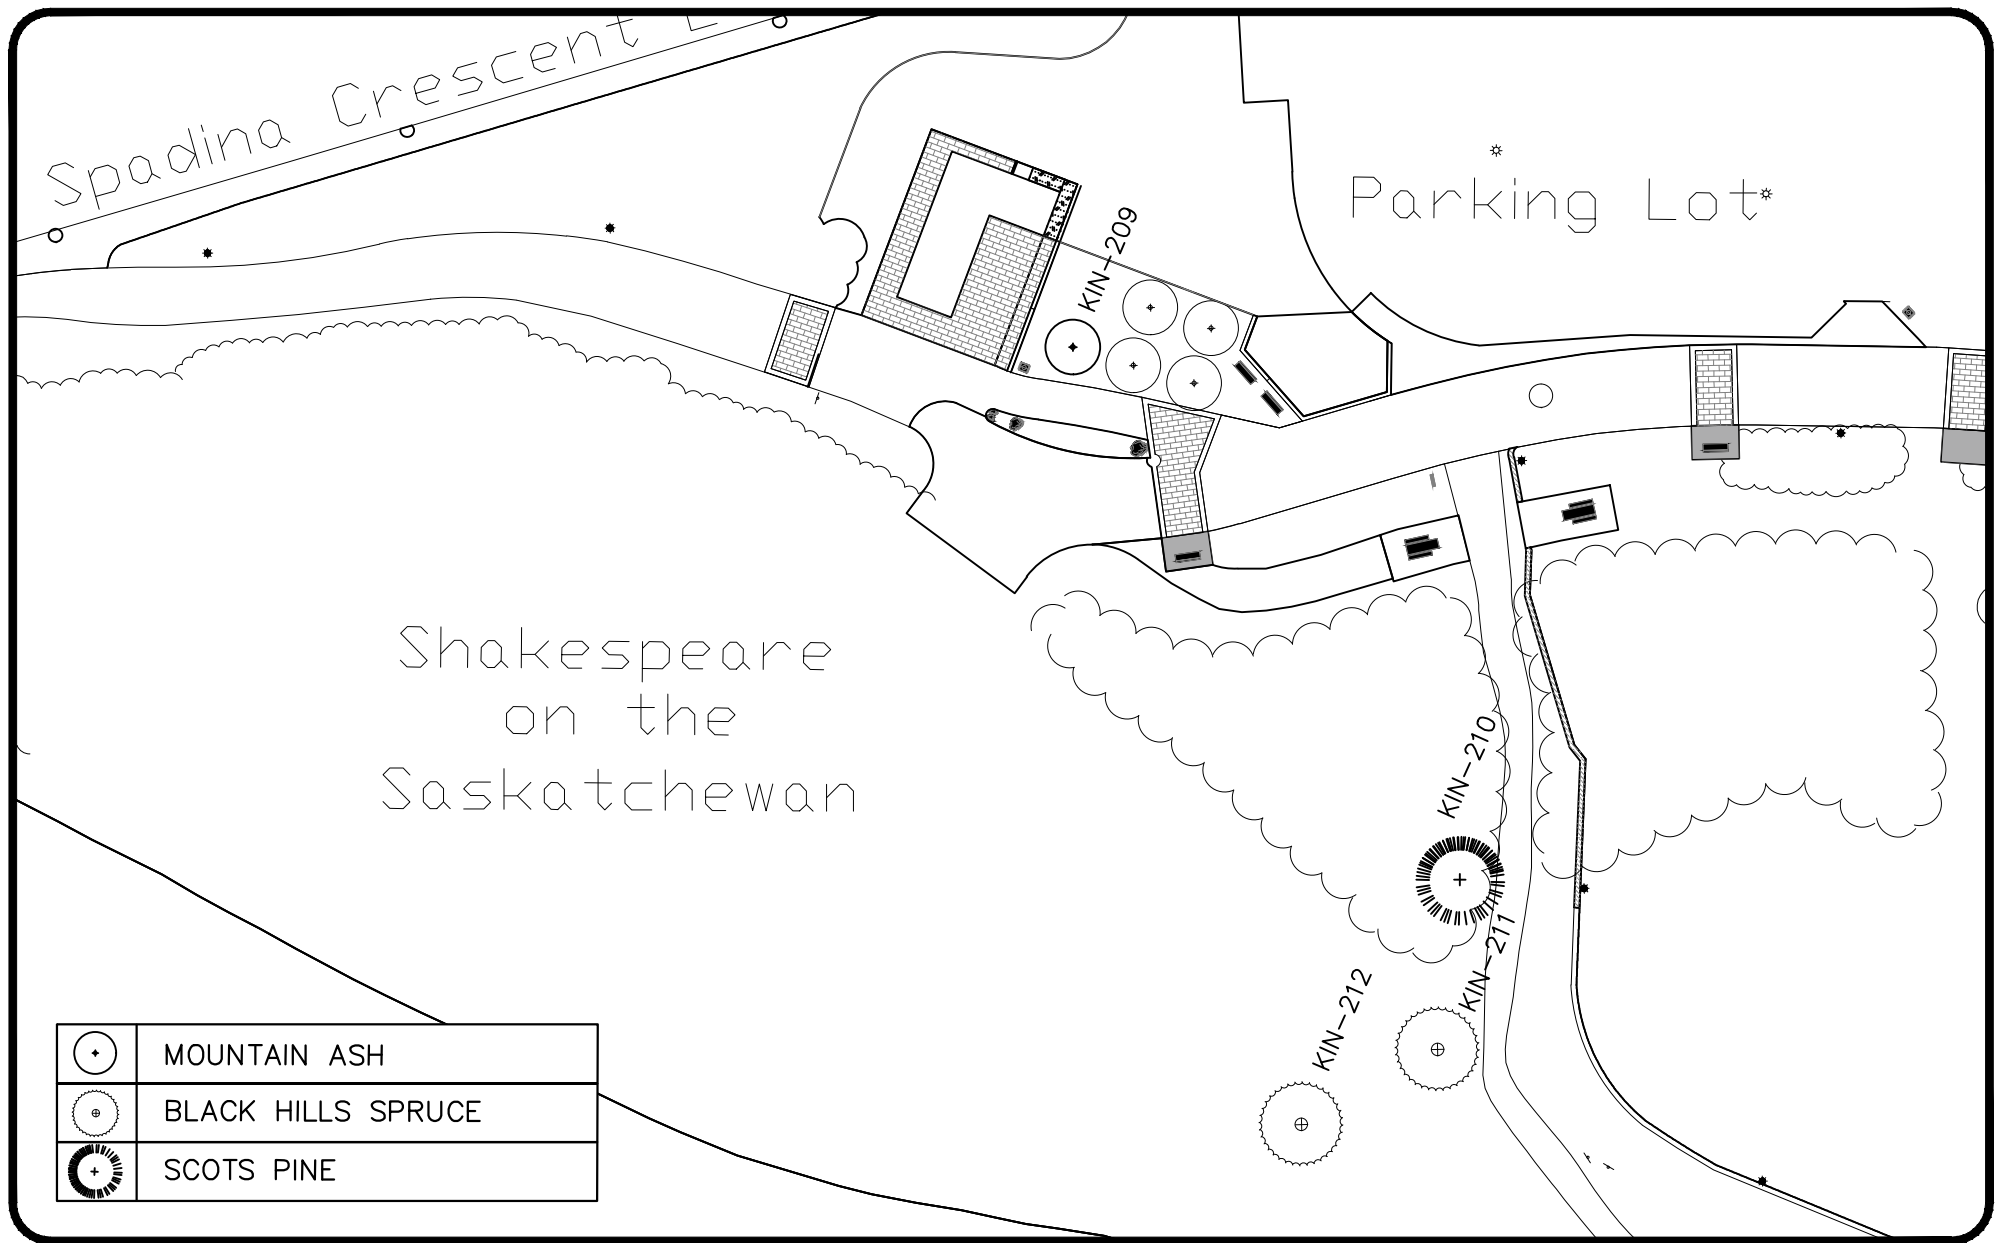 Spadina Crescent
Parking Lot
KIN-209
Shakespeare
on the
Saskatchewan
KIN-210
KIN-211
KIN-212
MOUNTAIN ASH
BLACK HILLS SPRUCE
SCOTS PINE